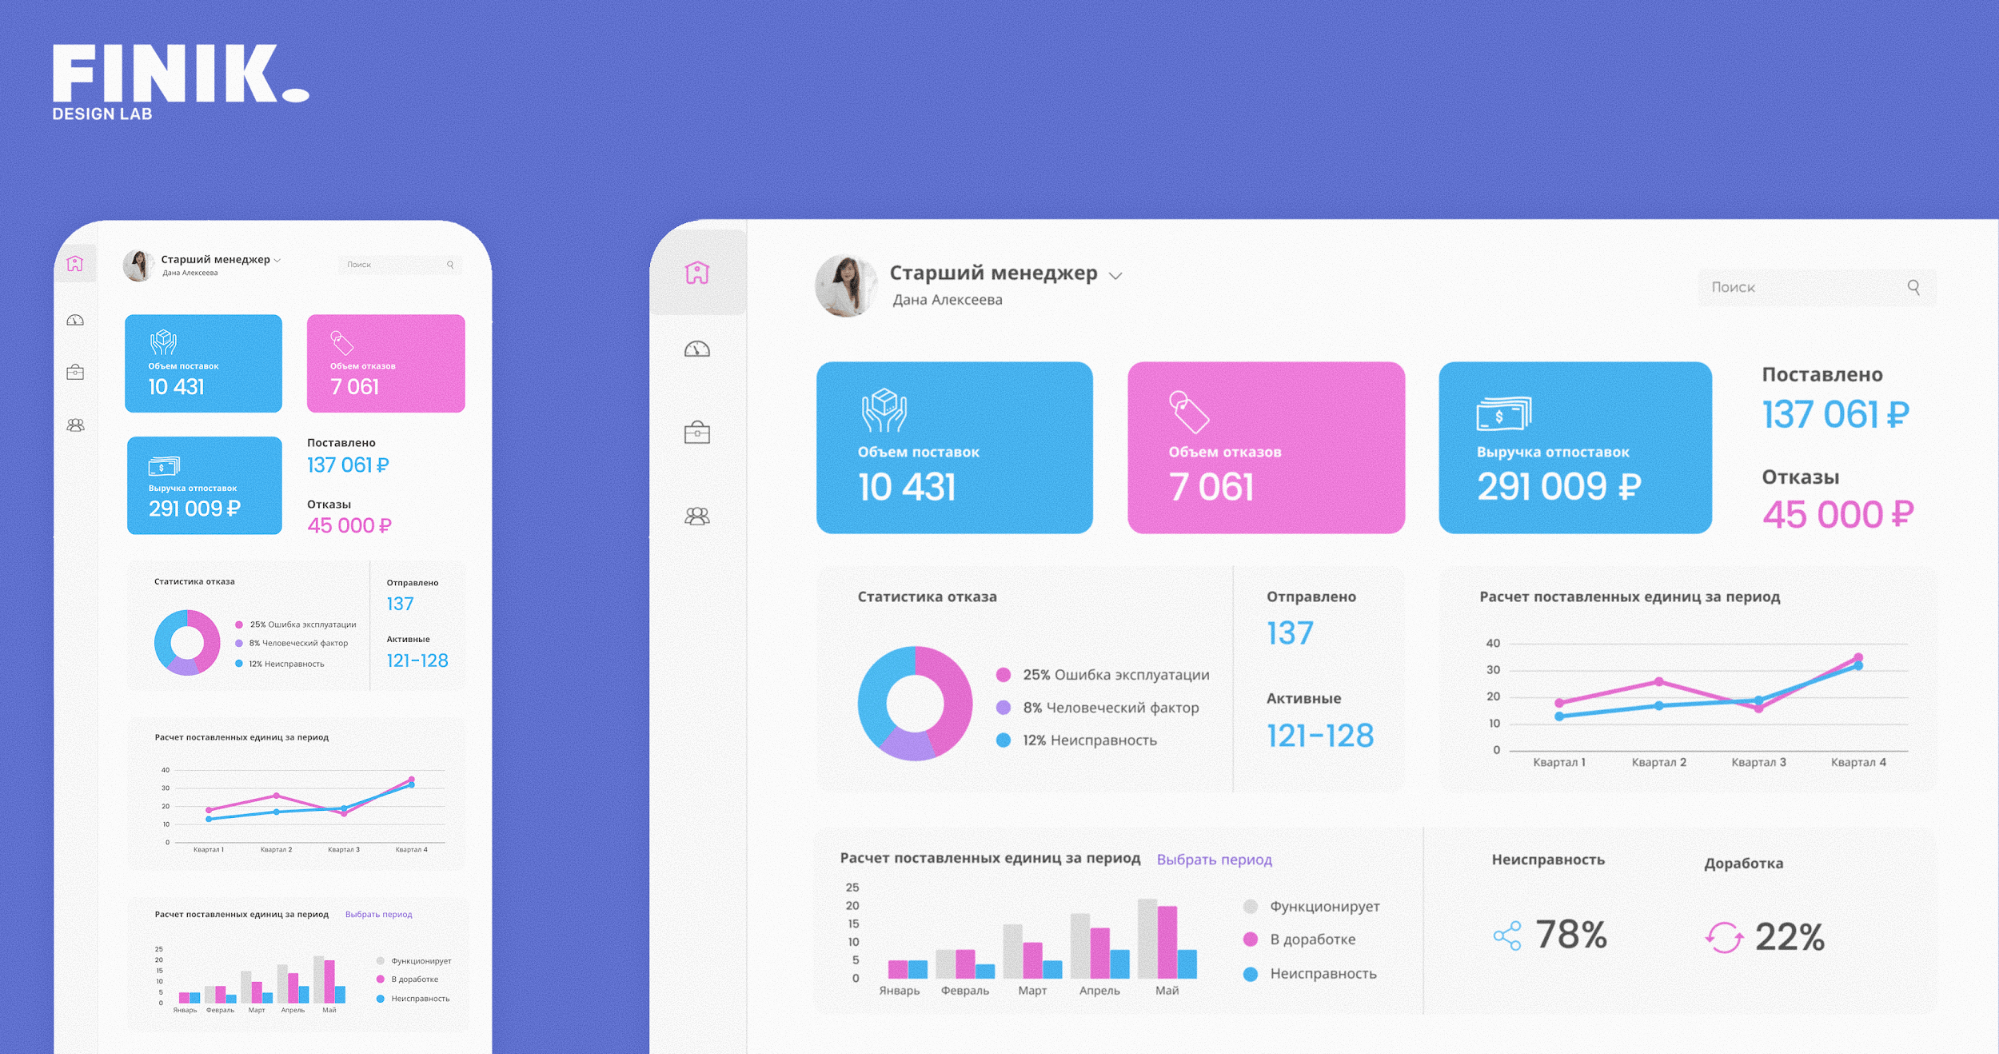 FINIK.
DESIGN LAB
Старший менеджер
Дана Алексеева
Поиск
Объем поставок
10 431
Объем отказов
7 061
Выручка отпоставок
291 009 ₽
Поставлено
137 061 ₽
Отказы
45 000 ₽
Статистика отказа
25% Ошибка эксплуатации
8% Человеческий фактор
12% Неисправность
Отправлено
137
Активные
121-128
Расчет поставленных единиц за период
40
30
20
10
0
Квартал 1 Квартал 2 Квартал 3 Квартал 4
Расчет поставленных единиц за период Выбрать период
25
20
15
10
5
0
Январь Февраль Март Апрель Май
Функционирует
В доработке
Неисправность
Старший менеджер
Дана Алексеева
Поиск
Объем поставок
10 431
Объем отказов
7 061
Выручка отпоставок
291 009 ₽
Поставлено
137 061 ₽
Отказы
45 000 ₽
Статистика отказа
25% Ошибка эксплуатации
8% Человеческий фактор
12% Неисправность
Отправлено
137
Активные
121-128
Расчет поставленных единиц за период
40
30
20
10
0
Квартал 1 Квартал 2 Квартал 3 Квартал 4
Расчет поставленных единиц за период Выбрать период
25
20
15
10
5
0
Январь Февраль Март Апрель Май
Функционирует
В доработке
Неисправность
Неисправность
78%
Доработка
22%